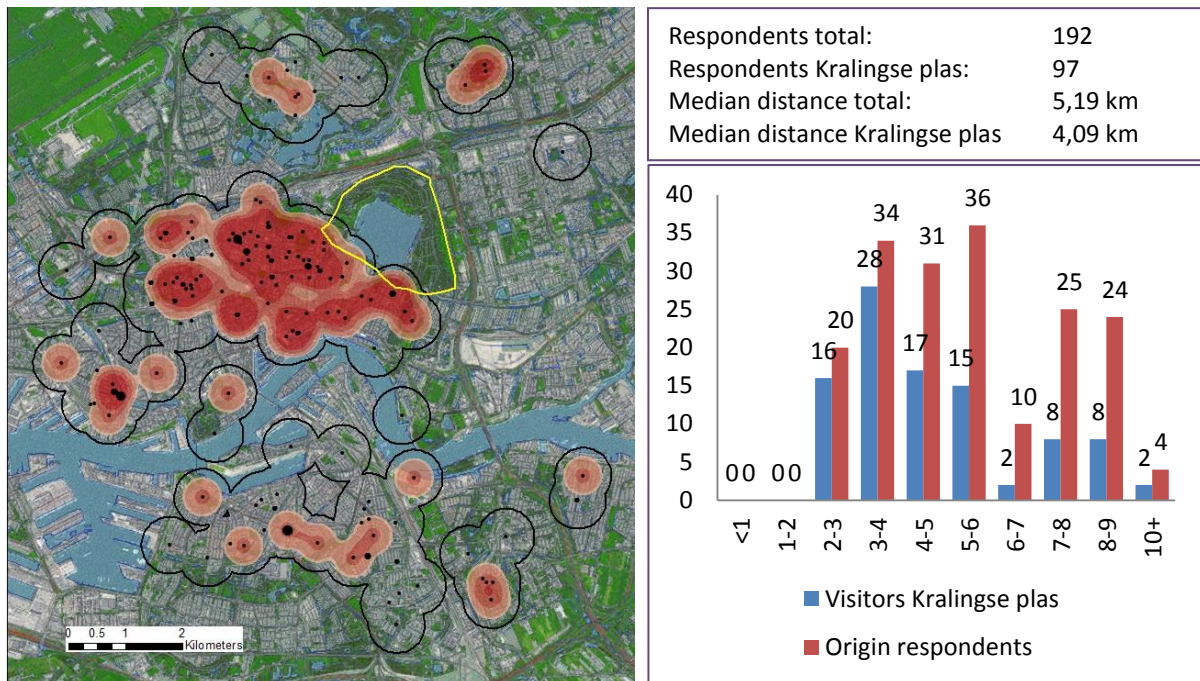 Respondents total: 192
Respondents Kralingse plas: 97
Median distance total: 5,19 km
Median distance Kralingse plas 4,09 km
40
35
30
25
20
15
10
5
0
0 0
0 0
16 20
28 34
17 31
15 36
2 10
8 25
8 24
2 4
<1 1-2 2-3 3-4 4-5 5-6 6-7 7-8 8-9 10+
Visitors Kralingse plas
Origin respondents
0 0.5 1 2
Kilometers